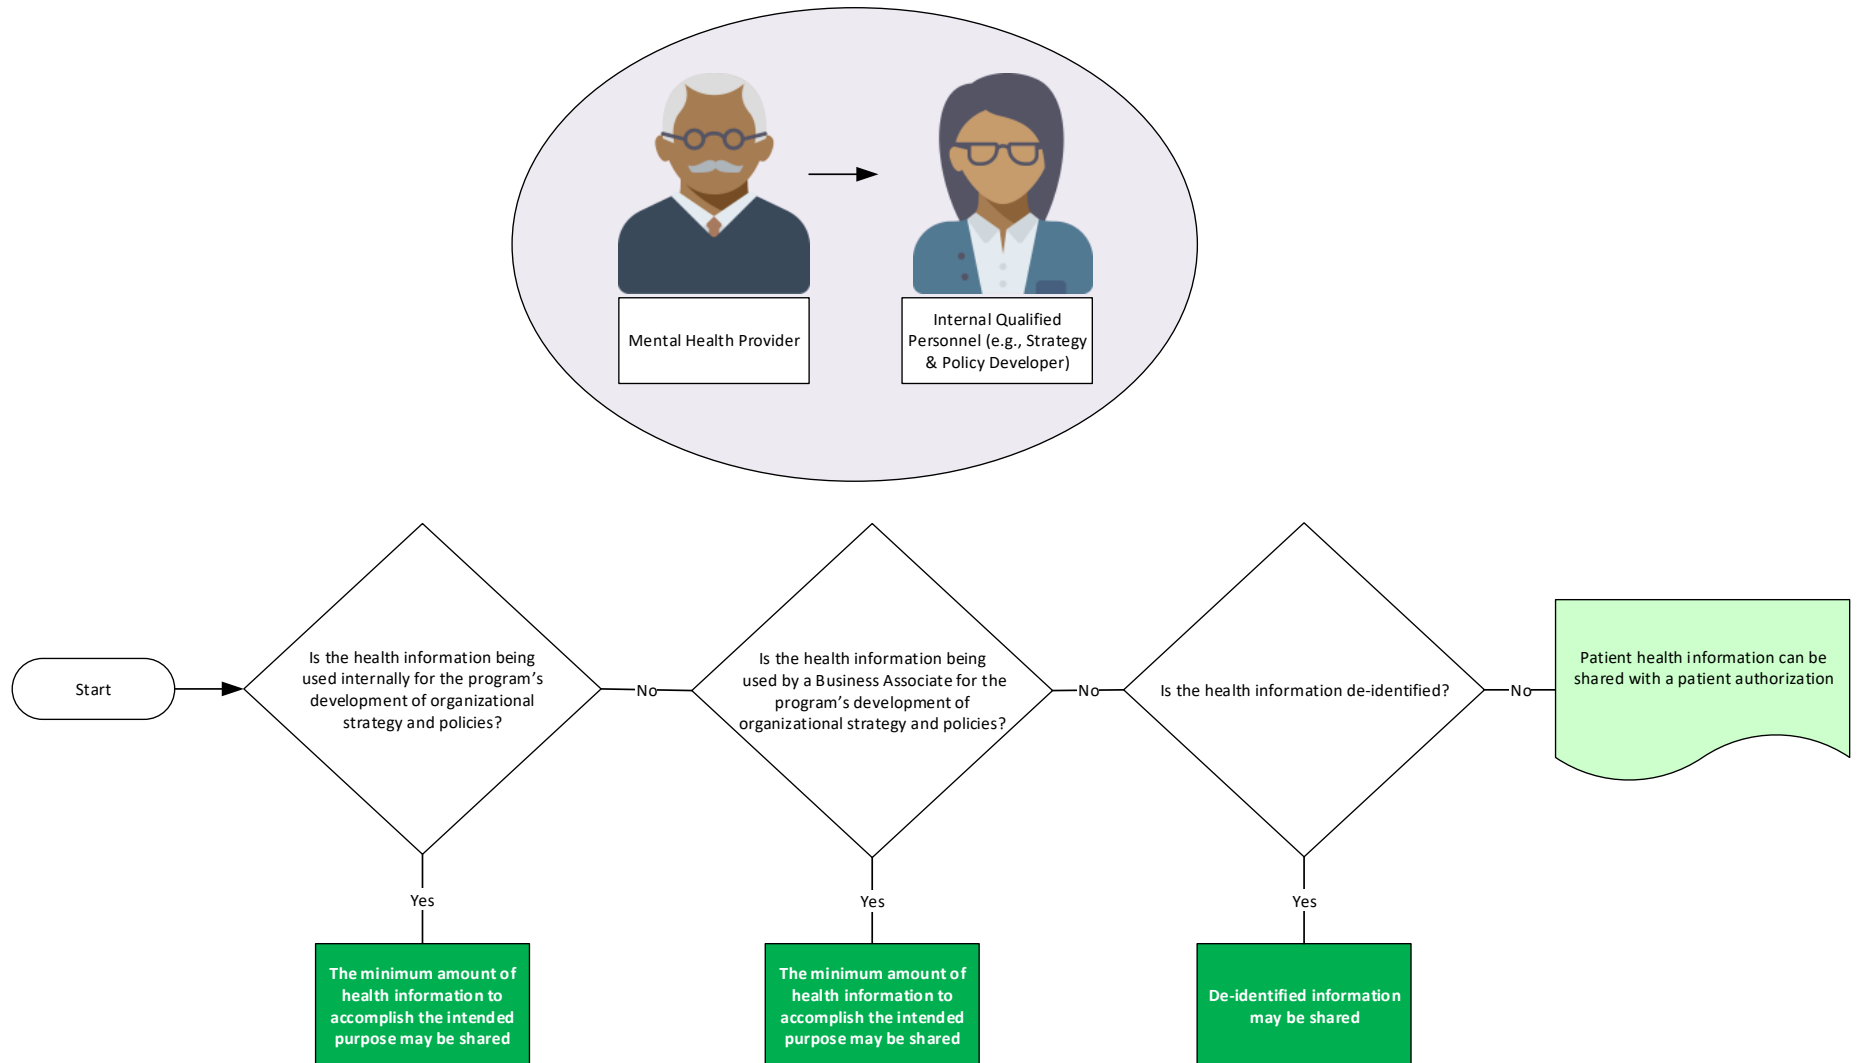 Mental Health Provider
Internal Qualified
Personnel (e.g., Strategy
& Policy Developer)
Start
Is the health information being
used internally for the program’s
development of organizational
strategy and policies?
No
Is the health information being
used by a Business Associate for the
program’s development of
organizational strategy and policies?
No
Is the health information de-identified?
No
Patient health information can be
shared with a patient authorization
Yes
Yes
Yes
The minimum amount of
health information to
accomplish the intended
purpose may be shared
The minimum amount of
health information to
accomplish the intended
purpose may be shared
De-identified information
may be shared